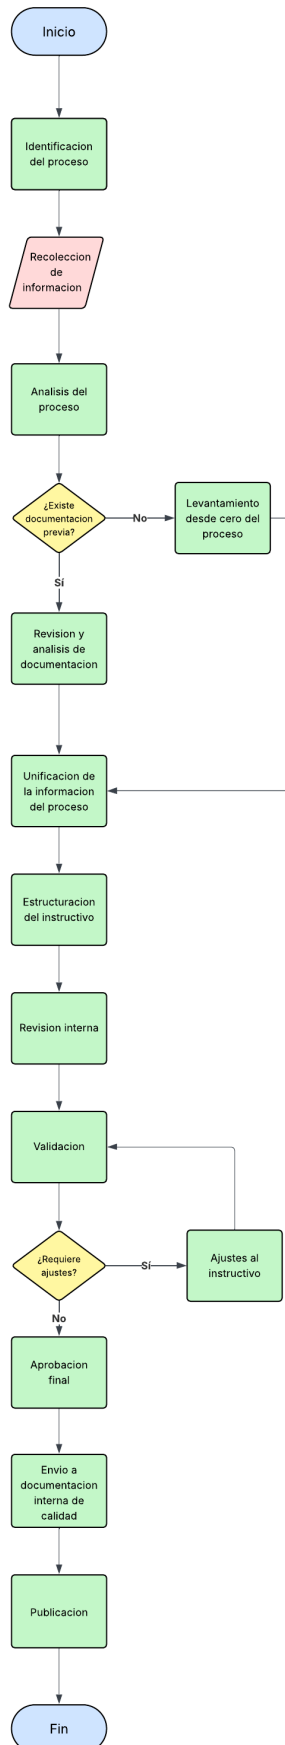 Inicio
Identificacion
del proceso
Recoleccion
de
informacion
Analisis del
proceso
¿Existe
documentacion
previa?
No
Levantamiento
desde cero del
proceso
Sí
Revision y
analisis de
documentacion
Unificacion de
la informacion
del proceso
Estructuracion
del instructivo
Revision interna
Validacion
¿Requiere
ajustes?
Sí
Ajustes al
instructivo
No
Aprobacion
final
Envio a
documentacion
interna de
calidad
Publicacion
Fin